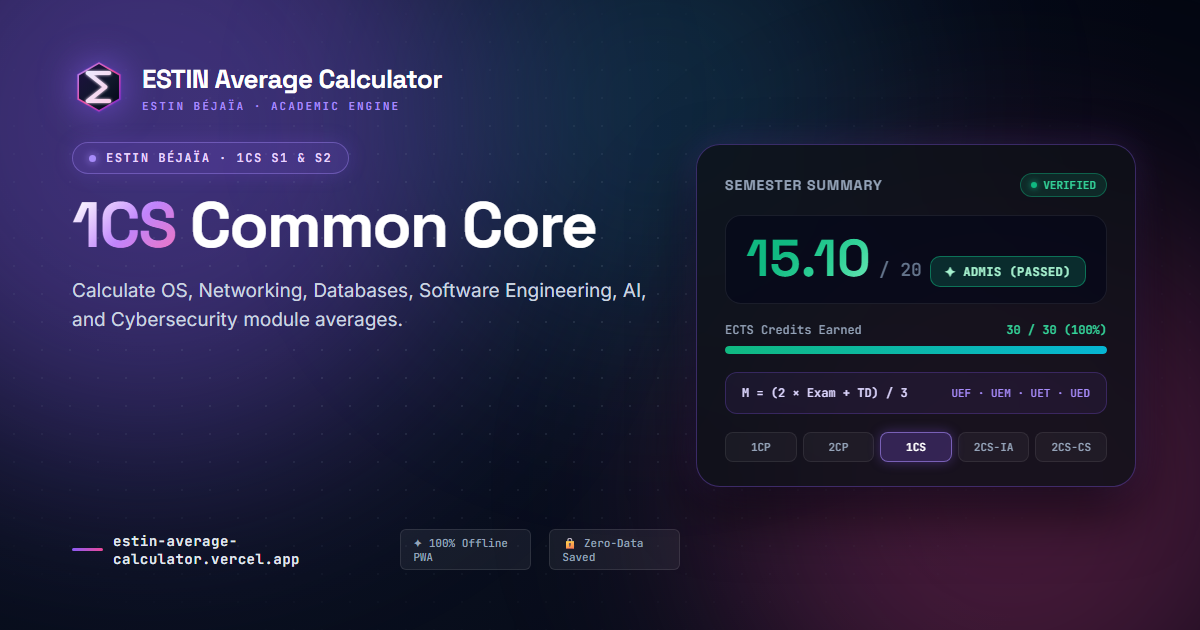 ESTIN Average Calculator
ESTIN BÉJAÏA · ACADEMIC ENGINE
ESTIN BÉJAÏA · 1CS S1 & S2
1CS Common Core
Calculate OS, Networking, Databases, Software Engineering, AI,
and Cybersecurity module averages.
estin-average-
calculator.vercel.app
✦ 100% Offline
PWA
🔒 Zero-Data
Saved
SEMESTER SUMMARY
VERIFIED
15.10 / 20
✦ ADMIS (PASSED)
ECTS Credits Earned
30 / 30 (100%)
M = (2 × Exam + TD) / 3
UEF · UEM · UET · UED
1CP
2CP
1CS
2CS-IA
2CS-CS